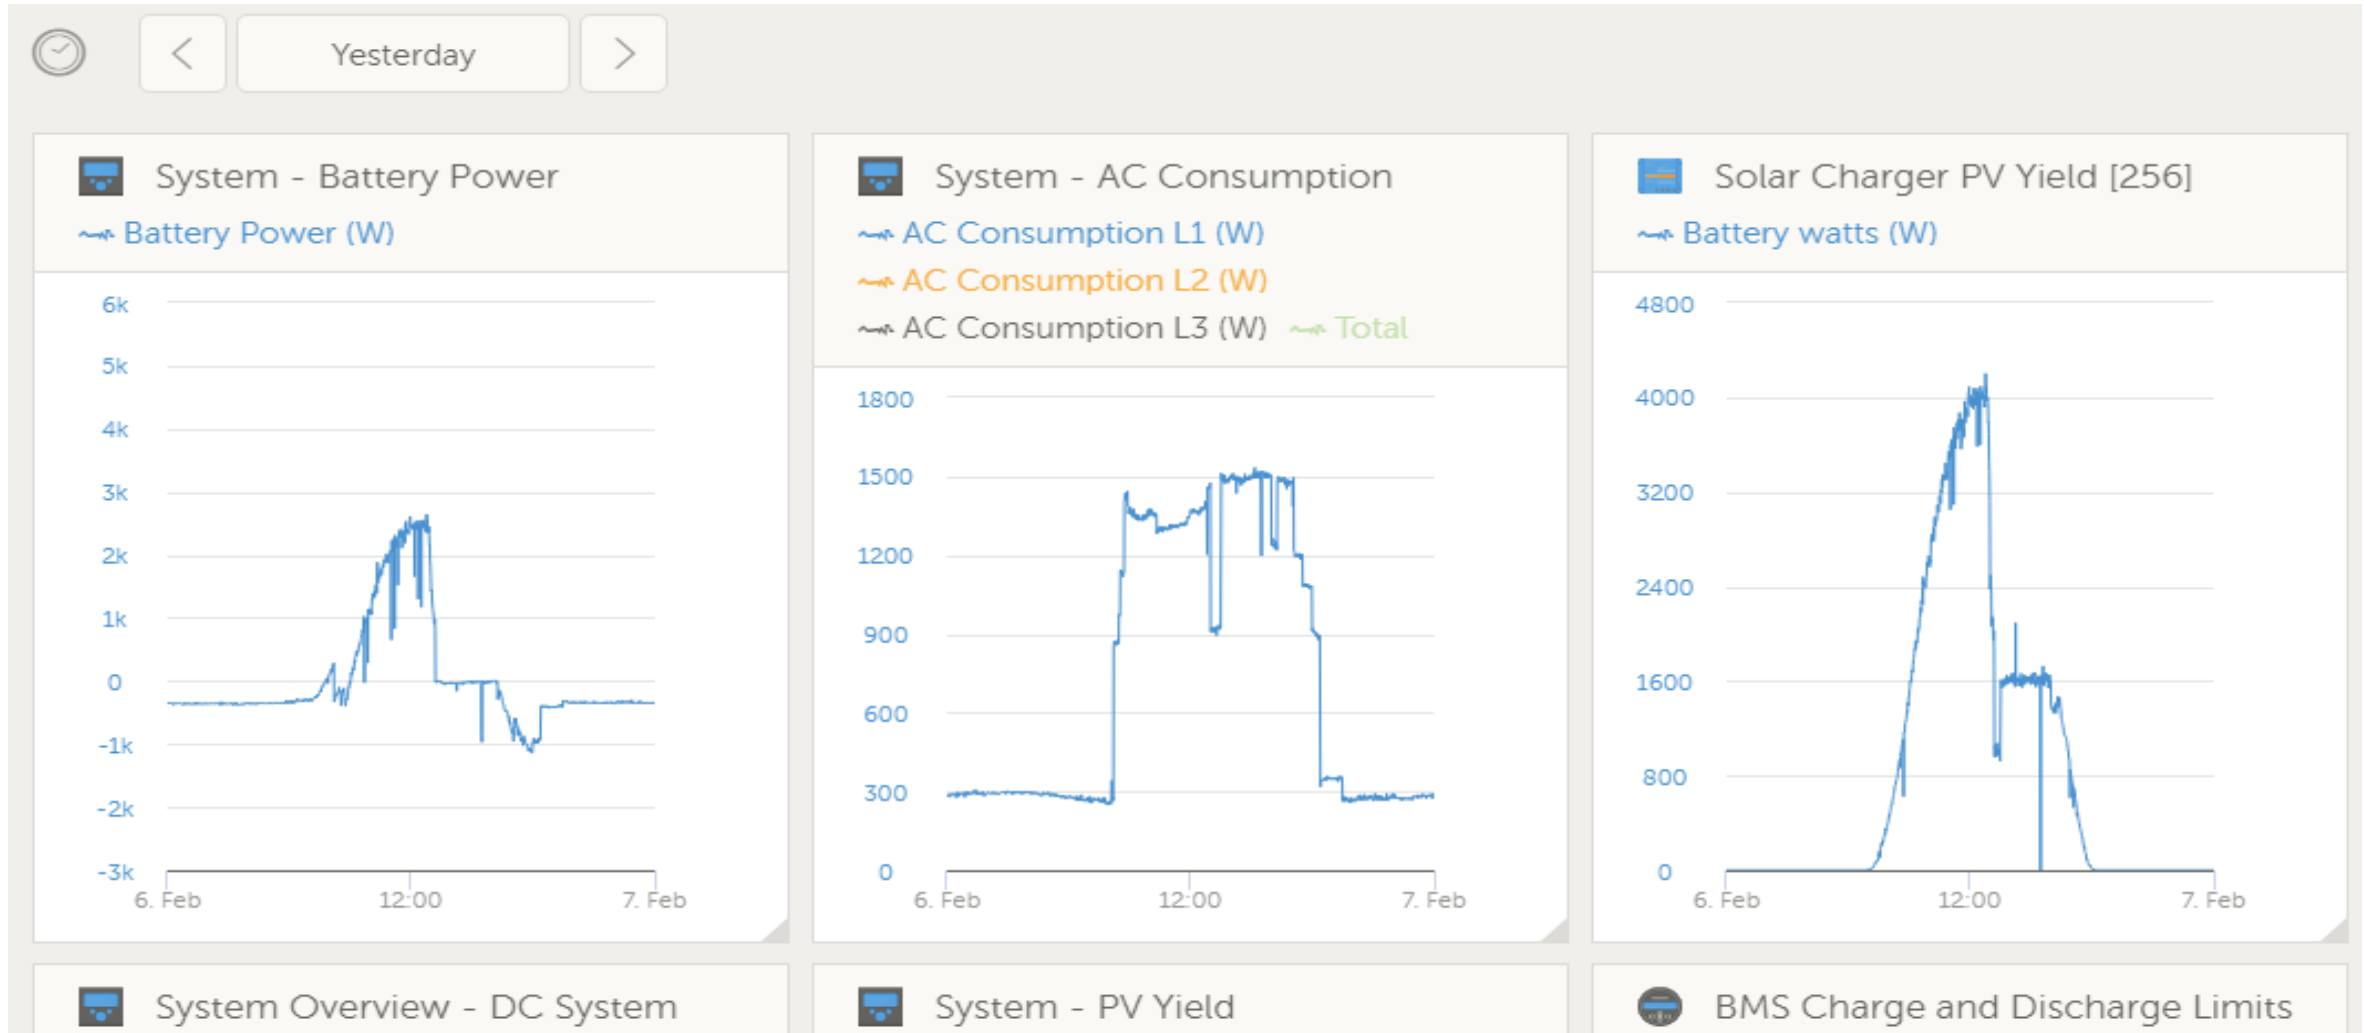 Yesterday
System - Battery Power
Battery Power (W)
6k
5k
4k
3k
2k
1k
0
-1k
-2k
-3k
6. Feb
12:00
7. Feb
System - AC Consumption
AC Consumption L1 (W)
AC Consumption L2 (W)
AC Consumption L3 (W) Total
1800
1500
1200
900
600
300
0
6. Feb
12:00
7. Feb
Solar Charger PV Yield [256]
Battery watts (W)
4800
4000
3200
2400
1600
800
0
6. Feb
12:00
7. Feb
System Overview - DC System
System - PV Yield
BMS Charge and Discharge Limits